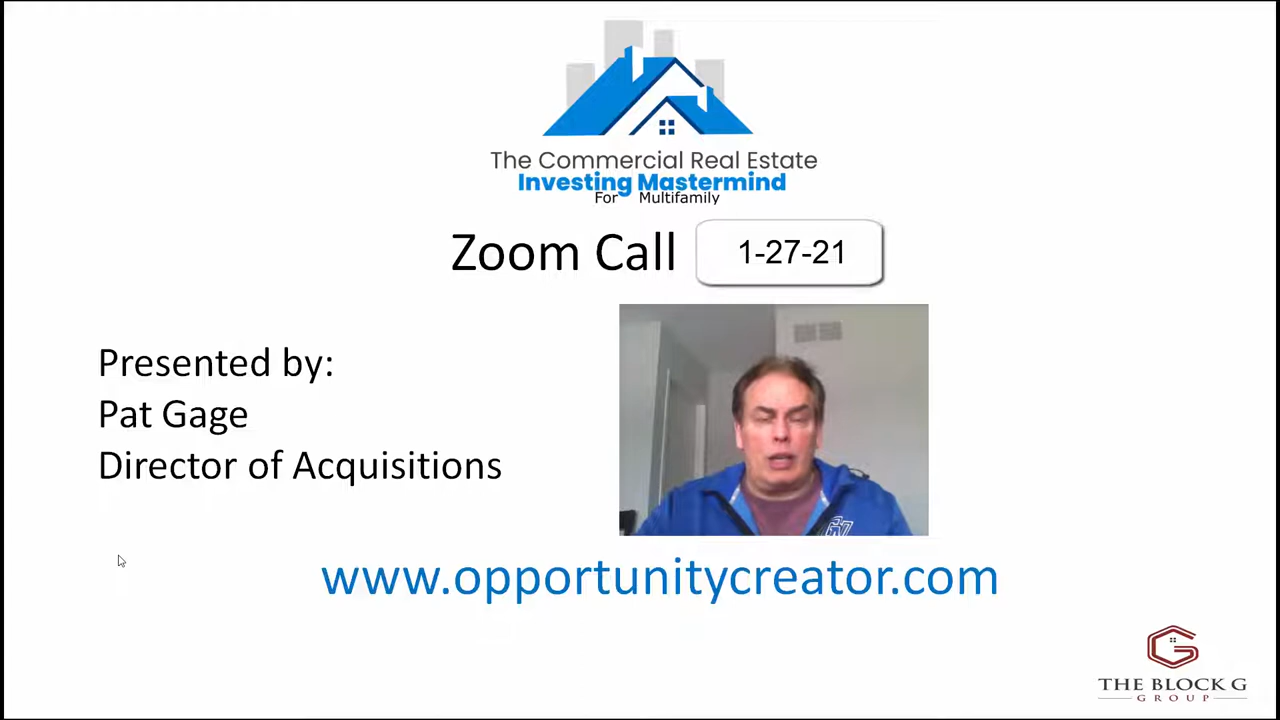 The Commercial Real Estate
Investing Mastermind
For Multifamily
Zoom Call 1-27-21
Presented by:
Pat Gage
Director of Acquisitions
www.opportunitycreator.com
THE BLOCK G
GROUP